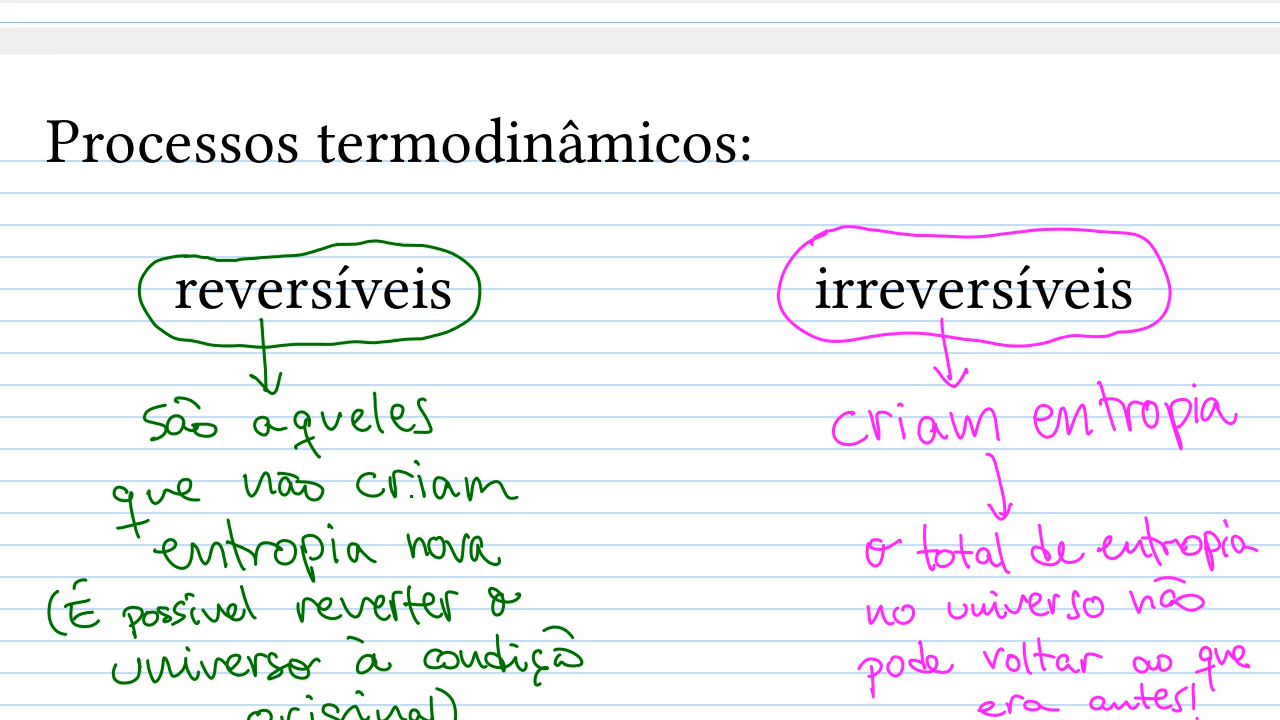 Processos termodinâmicos:
reversíveis
são aqueles
que não criam
entropia nova
(É possível reverter o
universo à condição
original)
irreversíveis
criam entropia
o total de entropia
no universo não
pode voltar ao que
era antes!